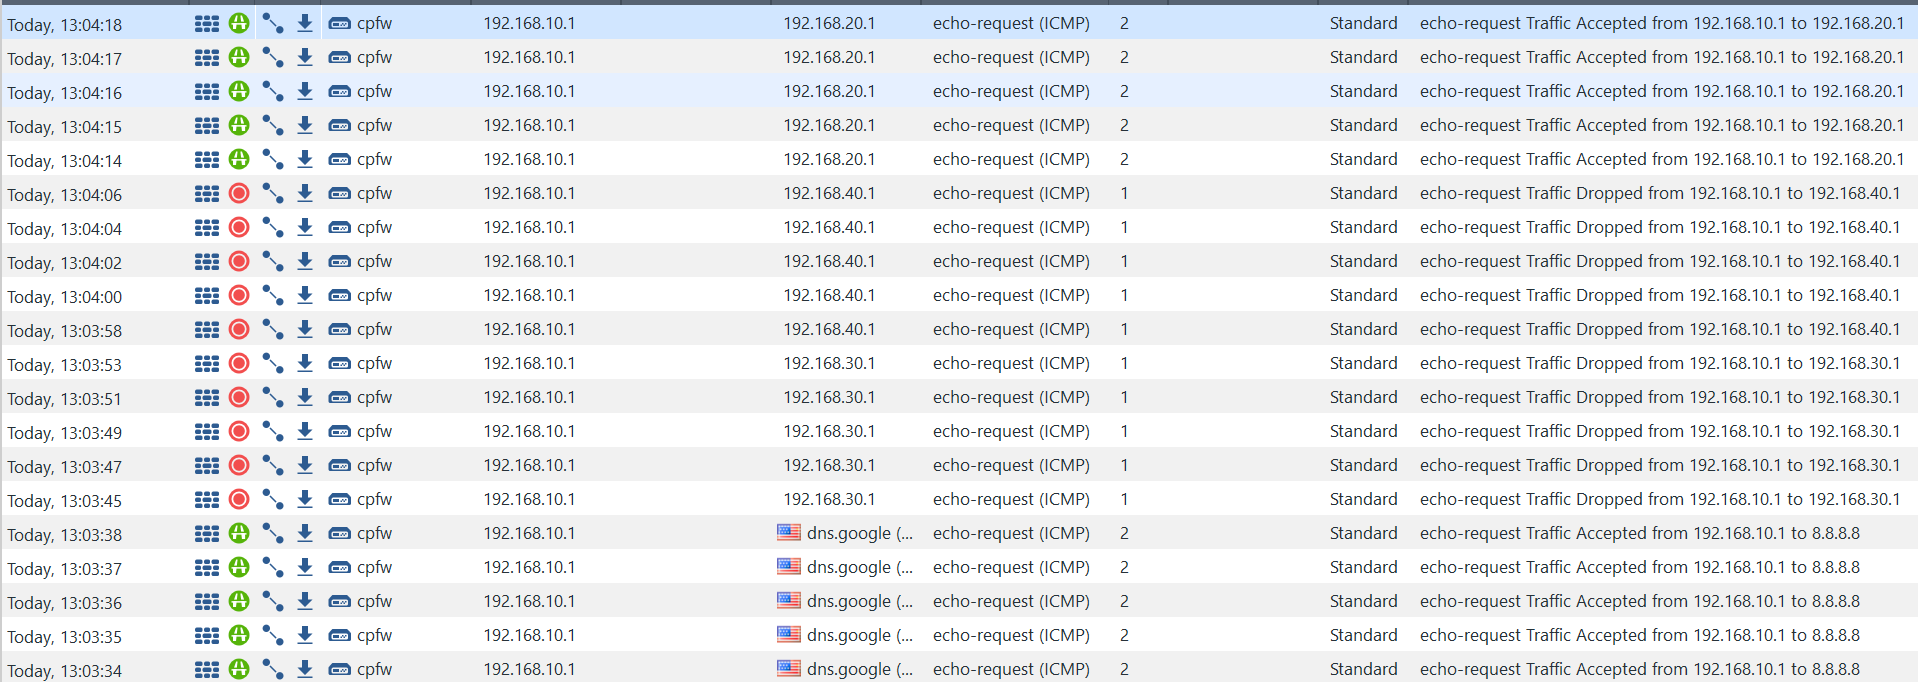 Today, 13:04:18 cpfw 192.168.10.1 192.168.20.1 echo-request (ICMP) 2 Standard echo-request Traffic Accepted from 192.168.10.1 to 192.168.20.1
Today, 13:04:17 cpfw 192.168.10.1 192.168.20.1 echo-request (ICMP) 2 Standard echo-request Traffic Accepted from 192.168.10.1 to 192.168.20.1
Today, 13:04:16 cpfw 192.168.10.1 192.168.20.1 echo-request (ICMP) 2 Standard echo-request Traffic Accepted from 192.168.10.1 to 192.168.20.1
Today, 13:04:15 cpfw 192.168.10.1 192.168.20.1 echo-request (ICMP) 2 Standard echo-request Traffic Accepted from 192.168.10.1 to 192.168.20.1
Today, 13:04:14 cpfw 192.168.10.1 192.168.20.1 echo-request (ICMP) 2 Standard echo-request Traffic Accepted from 192.168.10.1 to 192.168.20.1
Today, 13:04:06 cpfw 192.168.10.1 192.168.40.1 echo-request (ICMP) 1 Standard echo-request Traffic Dropped from 192.168.10.1 to 192.168.40.1
Today, 13:04:04 cpfw 192.168.10.1 192.168.40.1 echo-request (ICMP) 1 Standard echo-request Traffic Dropped from 192.168.10.1 to 192.168.40.1
Today, 13:04:02 cpfw 192.168.10.1 192.168.40.1 echo-request (ICMP) 1 Standard echo-request Traffic Dropped from 192.168.10.1 to 192.168.40.1
Today, 13:04:00 cpfw 192.168.10.1 192.168.40.1 echo-request (ICMP) 1 Standard echo-request Traffic Dropped from 192.168.10.1 to 192.168.40.1
Today, 13:03:58 cpfw 192.168.10.1 192.168.40.1 echo-request (ICMP) 1 Standard echo-request Traffic Dropped from 192.168.10.1 to 192.168.40.1
Today, 13:03:53 cpfw 192.168.10.1 192.168.30.1 echo-request (ICMP) 1 Standard echo-request Traffic Dropped from 192.168.10.1 to 192.168.30.1
Today, 13:03:51 cpfw 192.168.10.1 192.168.30.1 echo-request (ICMP) 1 Standard echo-request Traffic Dropped from 192.168.10.1 to 192.168.30.1
Today, 13:03:49 cpfw 192.168.10.1 192.168.30.1 echo-request (ICMP) 1 Standard echo-request Traffic Dropped from 192.168.10.1 to 192.168.30.1
Today, 13:03:47 cpfw 192.168.10.1 192.168.30.1 echo-request (ICMP) 1 Standard echo-request Traffic Dropped from 192.168.10.1 to 192.168.30.1
Today, 13:03:45 cpfw 192.168.10.1 192.168.30.1 echo-request (ICMP) 1 Standard echo-request Traffic Dropped from 192.168.10.1 to 192.168.30.1
Today, 13:03:38 cpfw 192.168.10.1 dns.google (... echo-request (ICMP) 2 Standard echo-request Traffic Accepted from 192.168.10.1 to 8.8.8.8
Today, 13:03:37 cpfw 192.168.10.1 dns.google (... echo-request (ICMP) 2 Standard echo-request Traffic Accepted from 192.168.10.1 to 8.8.8.8
Today, 13:03:36 cpfw 192.168.10.1 dns.google (... echo-request (ICMP) 2 Standard echo-request Traffic Accepted from 192.168.10.1 to 8.8.8.8
Today, 13:03:35 cpfw 192.168.10.1 dns.google (... echo-request (ICMP) 2 Standard echo-request Traffic Accepted from 192.168.10.1 to 8.8.8.8
Today, 13:03:34 cpfw 192.168.10.1 dns.google (... echo-request (ICMP) 2 Standard echo-request Traffic Accepted from 192.168.10.1 to 8.8.8.8